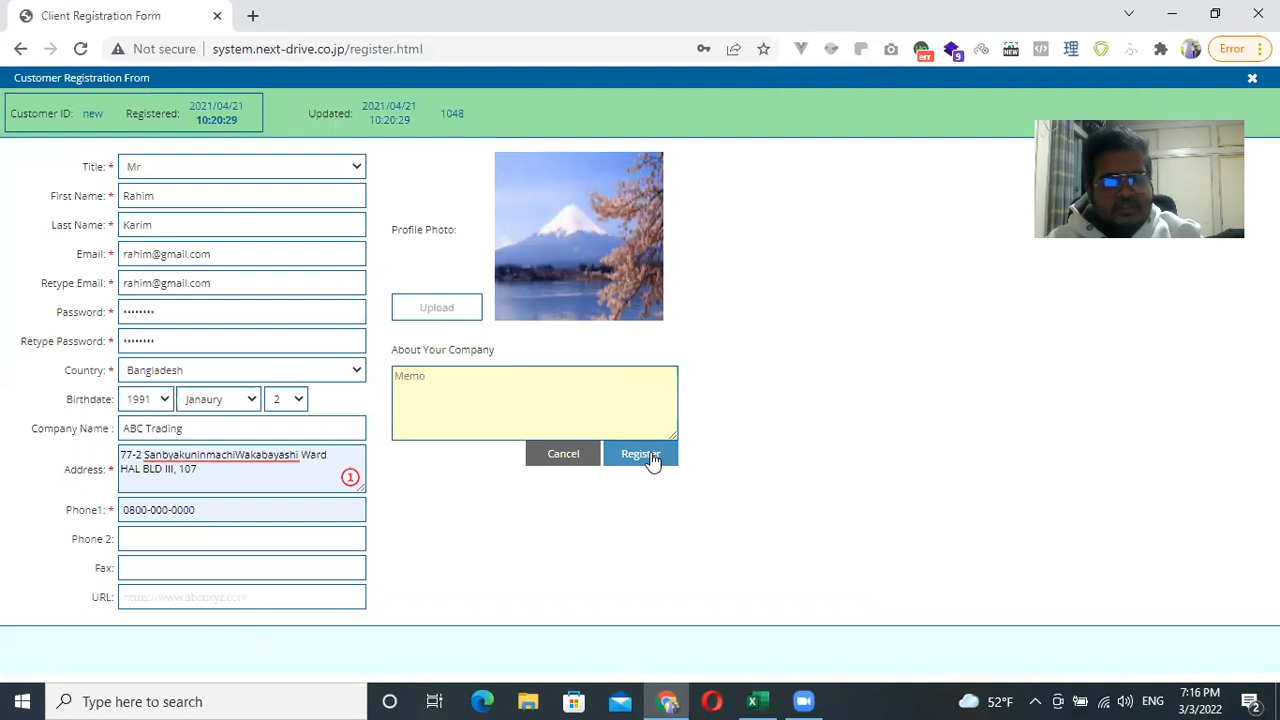 Client Registration Form
Not secure
system.next-drive.co.jp/register.html
err
9
NEW
理
Error
Customer Registration From
Customer ID: new
Registered: 2021/04/21
10:20:29
Updated: 2021/04/21
10:20:29
1048
Title: * Mr
First Name: * Rahim
Last Name: * Karim
Email: * rahim@gmail.com
Retype Email: * rahim@gmail.com
Password: * ••••••••
Retype Password: * ••••••••
Country: * Bangladesh
Birthdate: 1991 Janaury 2
Company Name : ABC Trading
Address: * 77-2 SanbyakuninmachiWakabayashi Ward
HAL BLD III, 107
1
Phone1: * 0800-000-0000
Phone 2:
Fax:
URL:
Profile Photo:
Upload
About Your Company
Memo
Cancel
Register
Type here to search
52°F
ENG
7:16 PM
3/3/2022
2